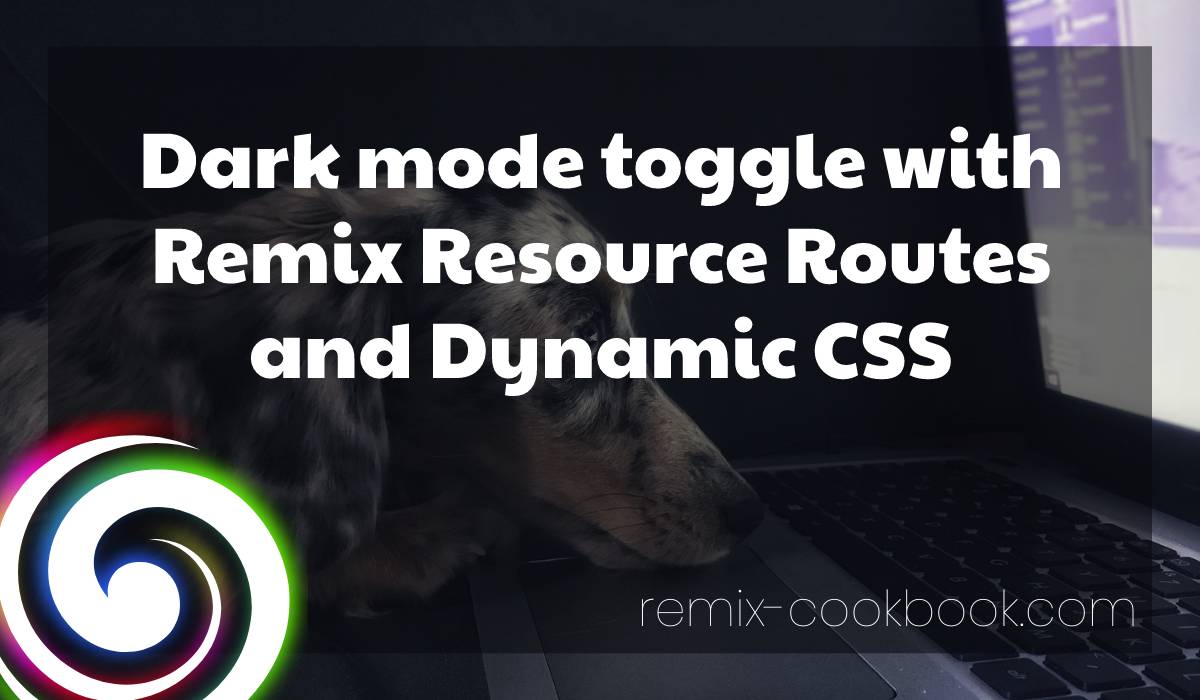 Dark mode toggle with
Remix Resource Routes
and Dynamic CSS
remix-cookbook.com